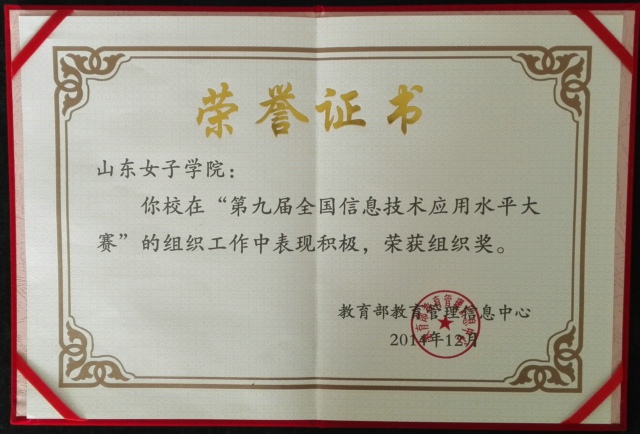 荣誉证书
山东女子学院：
你校在“第九届全国信息技术应用水平大
赛”的组织工作中表现积极，荣获组织奖。
教育部教育管理信息中心
2014年12月